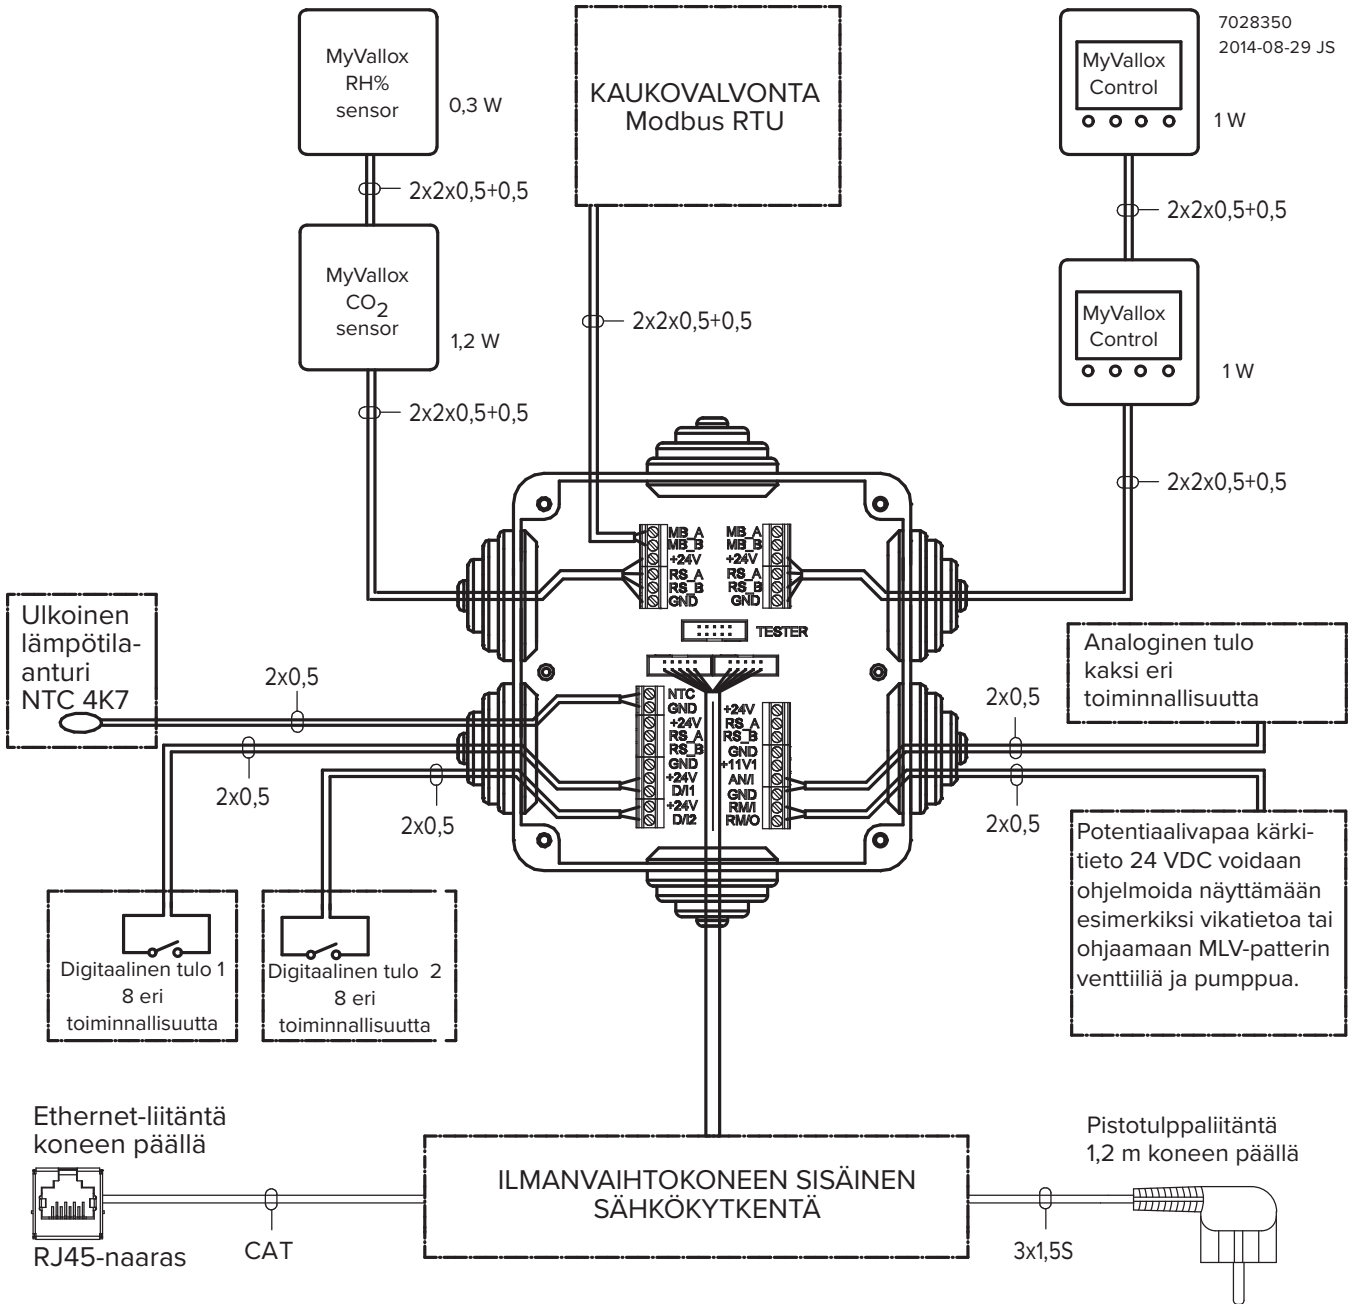 MyVallox
RH%
sensor
0,3 W
2x2x0,5+0,5
MyVallox
CO2
sensor
1,2 W
2x2x0,5+0,5
KAUKOVALVONTA
Modbus RTU
2x2x0,5+0,5
7028350
2014-08-29 JS
MyVallox
Control
1 W
2x2x0,5+0,5
MyVallox
Control
1 W
2x2x0,5+0,5
MB_A
MB_B
+24V
RS_A
RS_B
GND
MB_A
MB_B
+24V
RS_A
RS_B
GND
TESTER
NTC
GND
+24V
RS_A
RS_B
GND
+24V
D/I1
+24V
D/I2
+24V
RS_A
RS_B
GND
+11V1
AN/I
GND
RM/I
RM/O
Ulkoinen
lämpötila-
anturi
NTC 4K7
2x0,5
2x0,5
2x0,5
Analoginen tulo
kaksi eri
toiminnallisuutta
2x0,5
2x0,5
Potentiaalivapaa kärki-
tieto 24 VDC voidaan
ohjelmoida näyttämään
esimerkiksi vikatietoa tai
ohjaamaan MLV-patterin
venttiiliä ja pumppua.
Digitaalinen tulo 1
8 eri
toiminnallisuutta
Digitaalinen tulo 2
8 eri
toiminnallisuutta
Ethernet-liitäntä
koneen päällä
RJ45-naaras
CAT
ILMANVAIHTOKONEEN SISÄINEN
SÄHKÖKYTKENTÄ
3x1,5S
Pistotulppaliitäntä
1,2 m koneen päällä